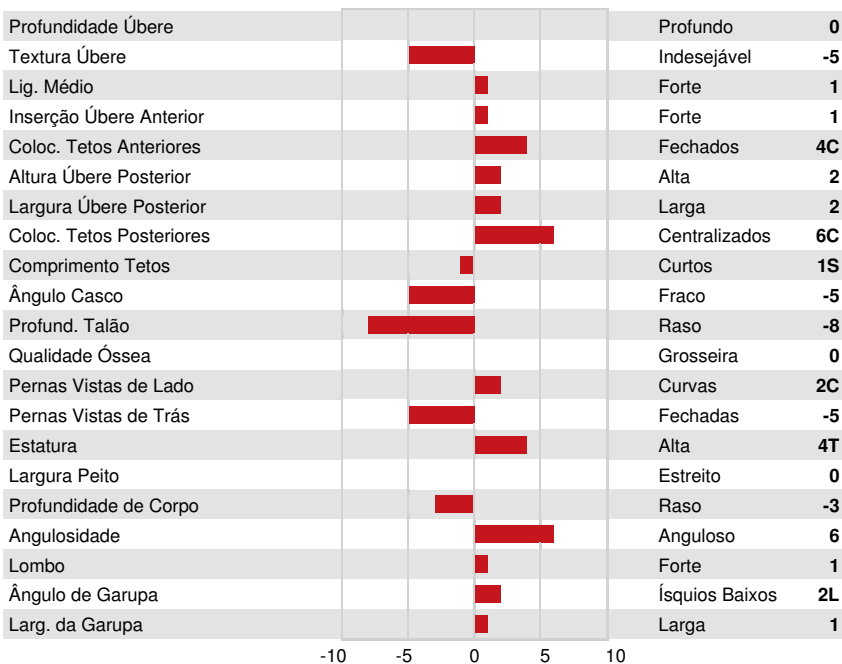 Profundidade Úbere Profundo 0
Textura Úbere Indesejável -5
Lig. Médio Forte 1
Inserção Úbere Anterior Forte 1
Coloc. Tetos Anteriores Fechados 4C
Altura Úbere Posterior Alta 2
Largura Úbere Posterior Larga 2
Coloc. Tetos Posteriores Centralizados 6C
Comprimento Tetos Curtos 1S
Ângulo Casco Fraco -5
Profund. Talão Raso -8
Qualidade Óssea Grosseira 0
Pernas Vistas de Lado Curvas 2C
Pernas Vistas de Trás Fechadas -5
Estatura Alta 4T
Largura Peito Estreito 0
Profundidade de Corpo Raso -3
Angulosidade Anguloso 6
Lombo Forte 1
Ângulo de Garupa Ísquios Baixos 2L
Larg. da Garupa Larga 1
-10 -5 0 5 10